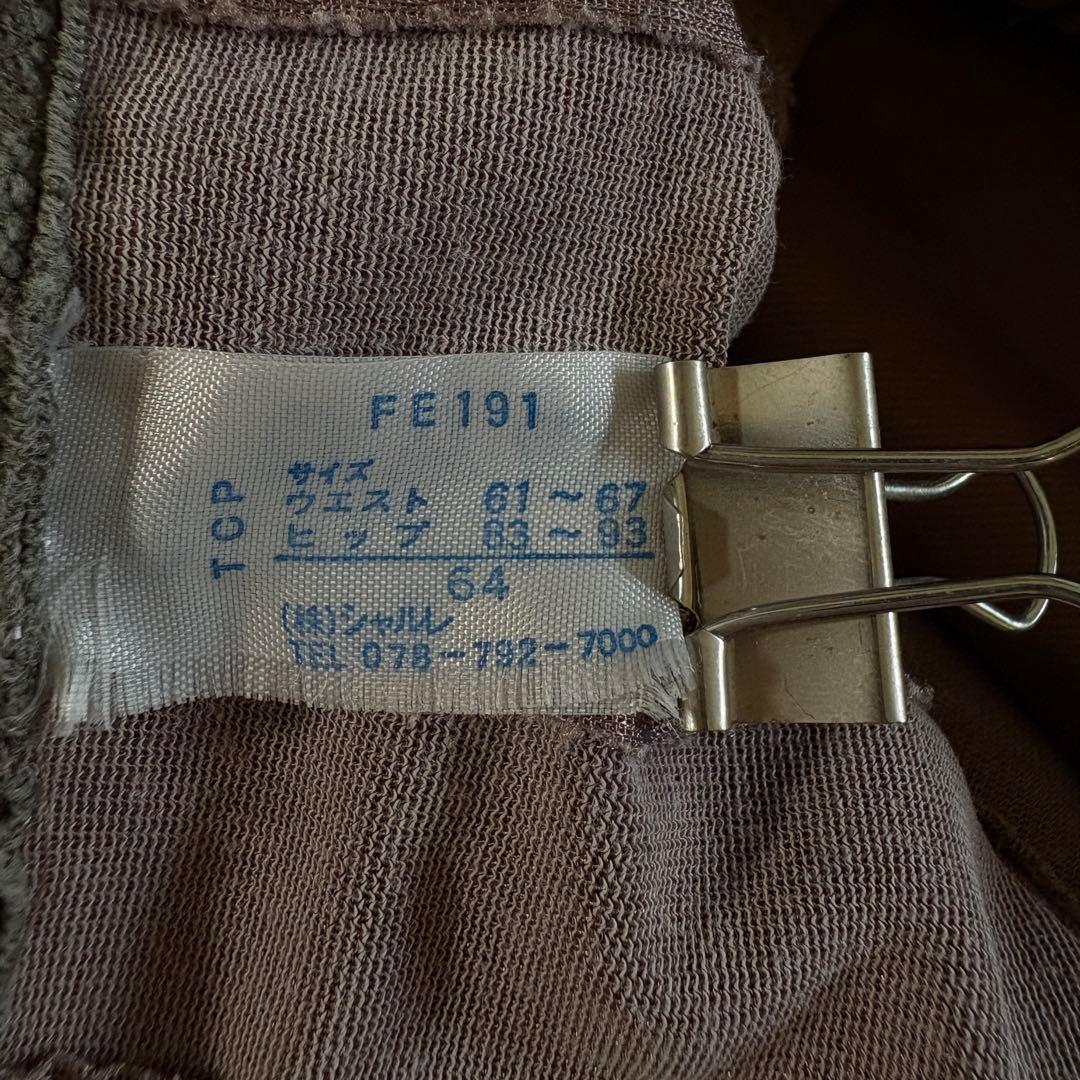 FE191
TCP
サイズ
ウエスト 61～67
ヒップ 83～93
64
(株)シャルレ
TEL 078-792-7000